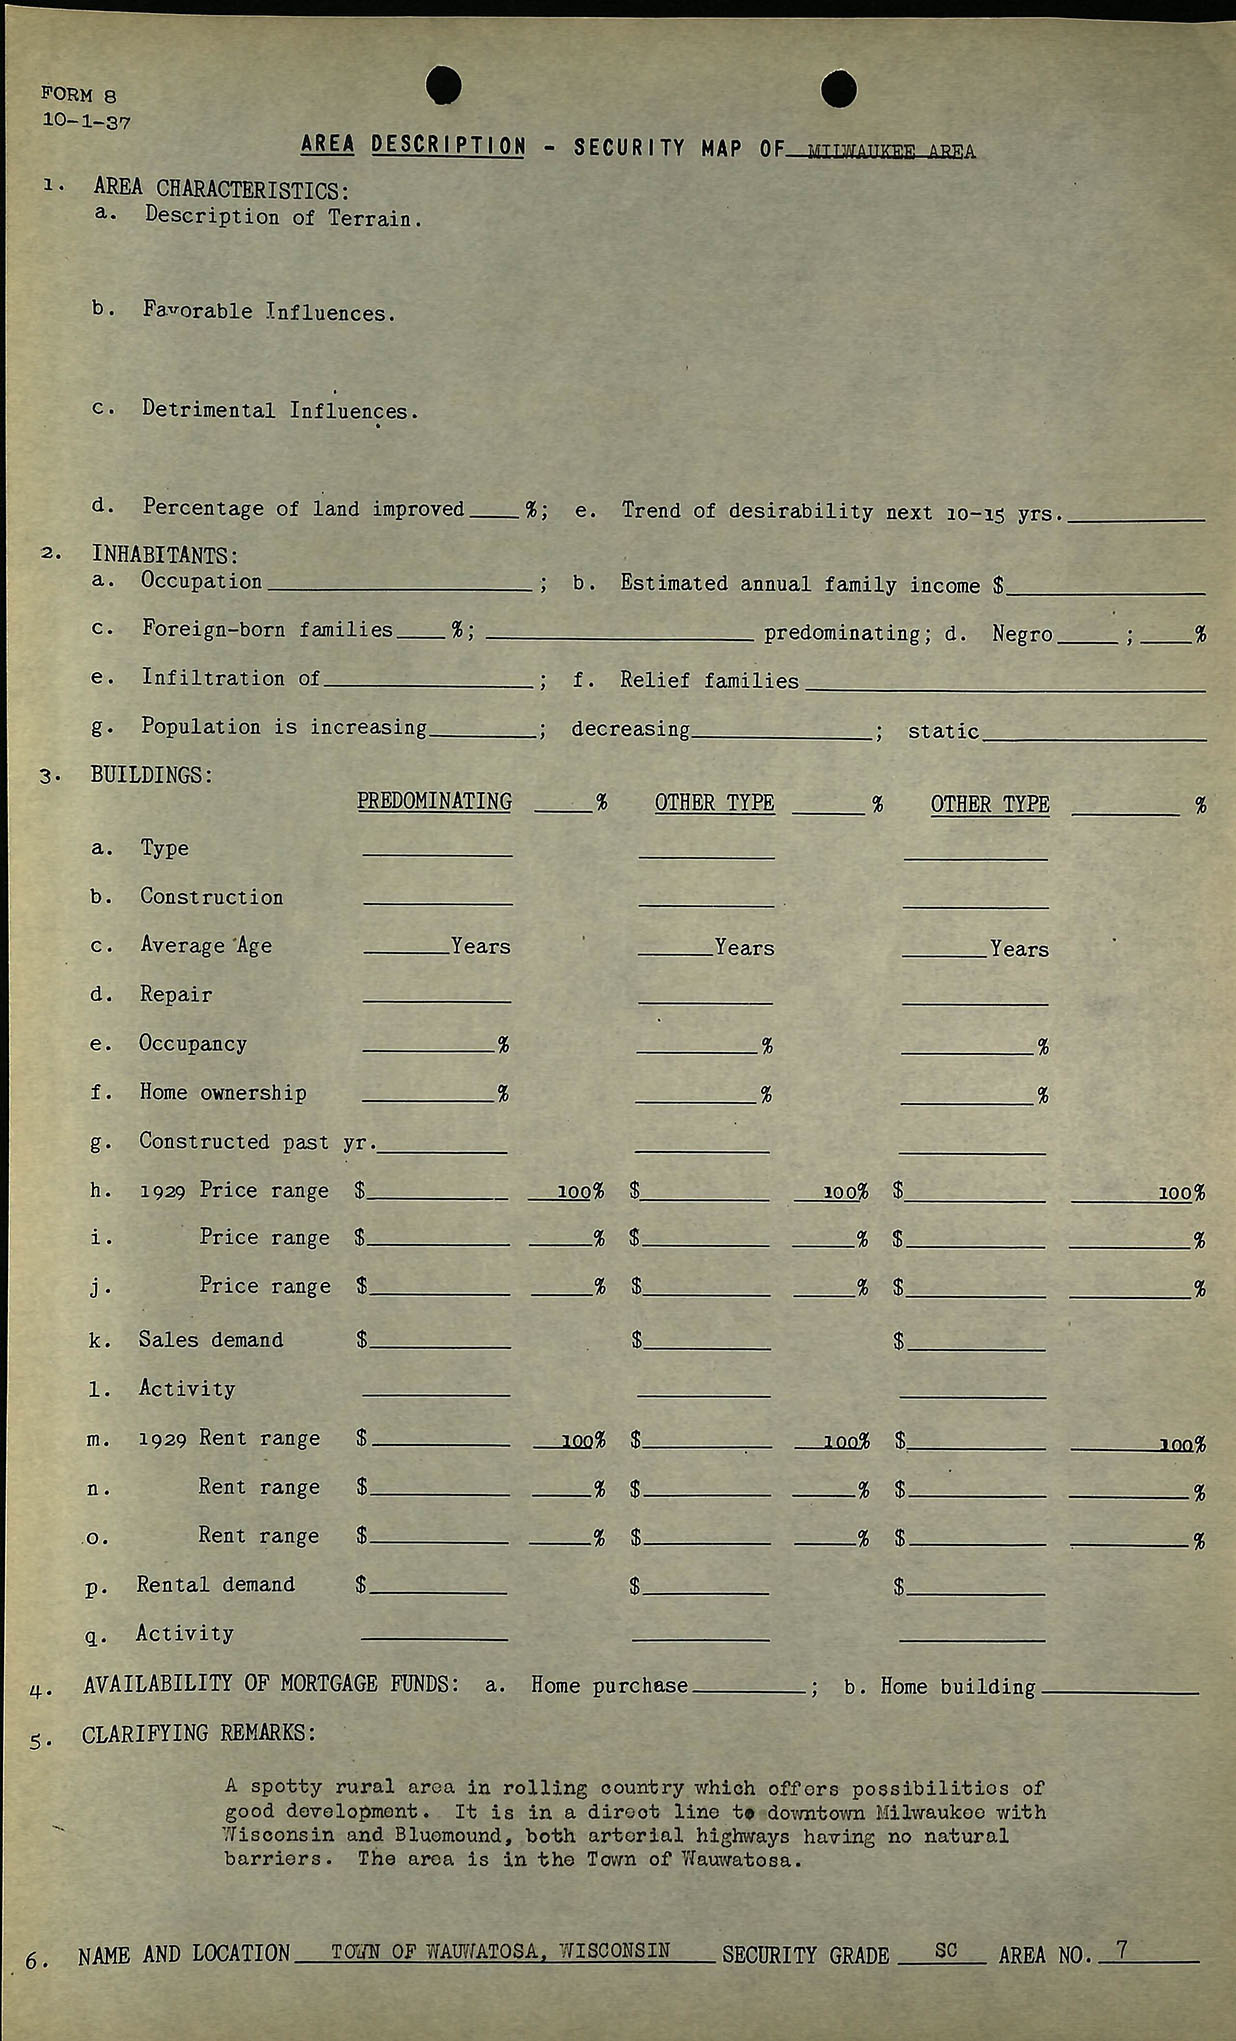 FORM 8
10-1-37
AREA DESCRIPTION - SECURITY MAP OF MILWAUKEE AREA
1. AREA CHARACTERISTICS:
a. Description of Terrain.
b. Favorable Influences.
c. Detrimental Influences.
d. Percentage of land improved ____ %; e. Trend of desirability next 10-15 yrs. ____
2. INHABITANTS:
a. Occupation ____ ; b. Estimated annual family income $ ____
c. Foreign-born families ____ %; ____ predominating; d. Negro ____ ; ____ %
e. Infiltration of ____ ; f. Relief families ____
g. Population is increasing ____ ; decreasing ____ ; static ____
3. BUILDINGS:
PREDOMINATING ____ % OTHER TYPE ____ % OTHER TYPE ____ %
a. Type ____ ____ ____
b. Construction ____ ____ ____
c. Average Age ____ Years ____ Years ____ Years
d. Repair ____ ____ ____
e. Occupancy ____ % ____ % ____ %
f. Home ownership ____ % ____ % ____ %
g. Constructed past yr. ____ ____ ____
h. 1929 Price range $ ____ 100% $ ____ 100% $ ____ 100%
i. Price range $ ____ ____ % $ ____ ____ % $ ____ ____ %
j. Price range $ ____ ____ % $ ____ ____ % $ ____ ____ %
k. Sales demand $ ____ $ ____ $ ____
l. Activity ____ ____ ____
m. 1929 Rent range $ ____ 100% $ ____ 100% $ ____ 100%
n. Rent range $ ____ ____ % $ ____ ____ % $ ____ ____ %
o. Rent range $ ____ ____ % $ ____ ____ % $ ____ ____ %
p. Rental demand $ ____ $ ____ $ ____
q. Activity ____ ____ ____
4. AVAILABILITY OF MORTGAGE FUNDS: a. Home purchase ____ ; b. Home building ____
5. CLARIFYING REMARKS:
A spotty rural area in rolling country which offers possibilities of
good development. It is in a direct line to downtown Milwaukee with
Wisconsin and Bluemound, both arterial highways having no natural
barriers. The area is in the Town of Wauwatosa.
6. NAME AND LOCATION TOWN OF WAUWATOSA, WISCONSIN SECURITY GRADE SC AREA NO. 7